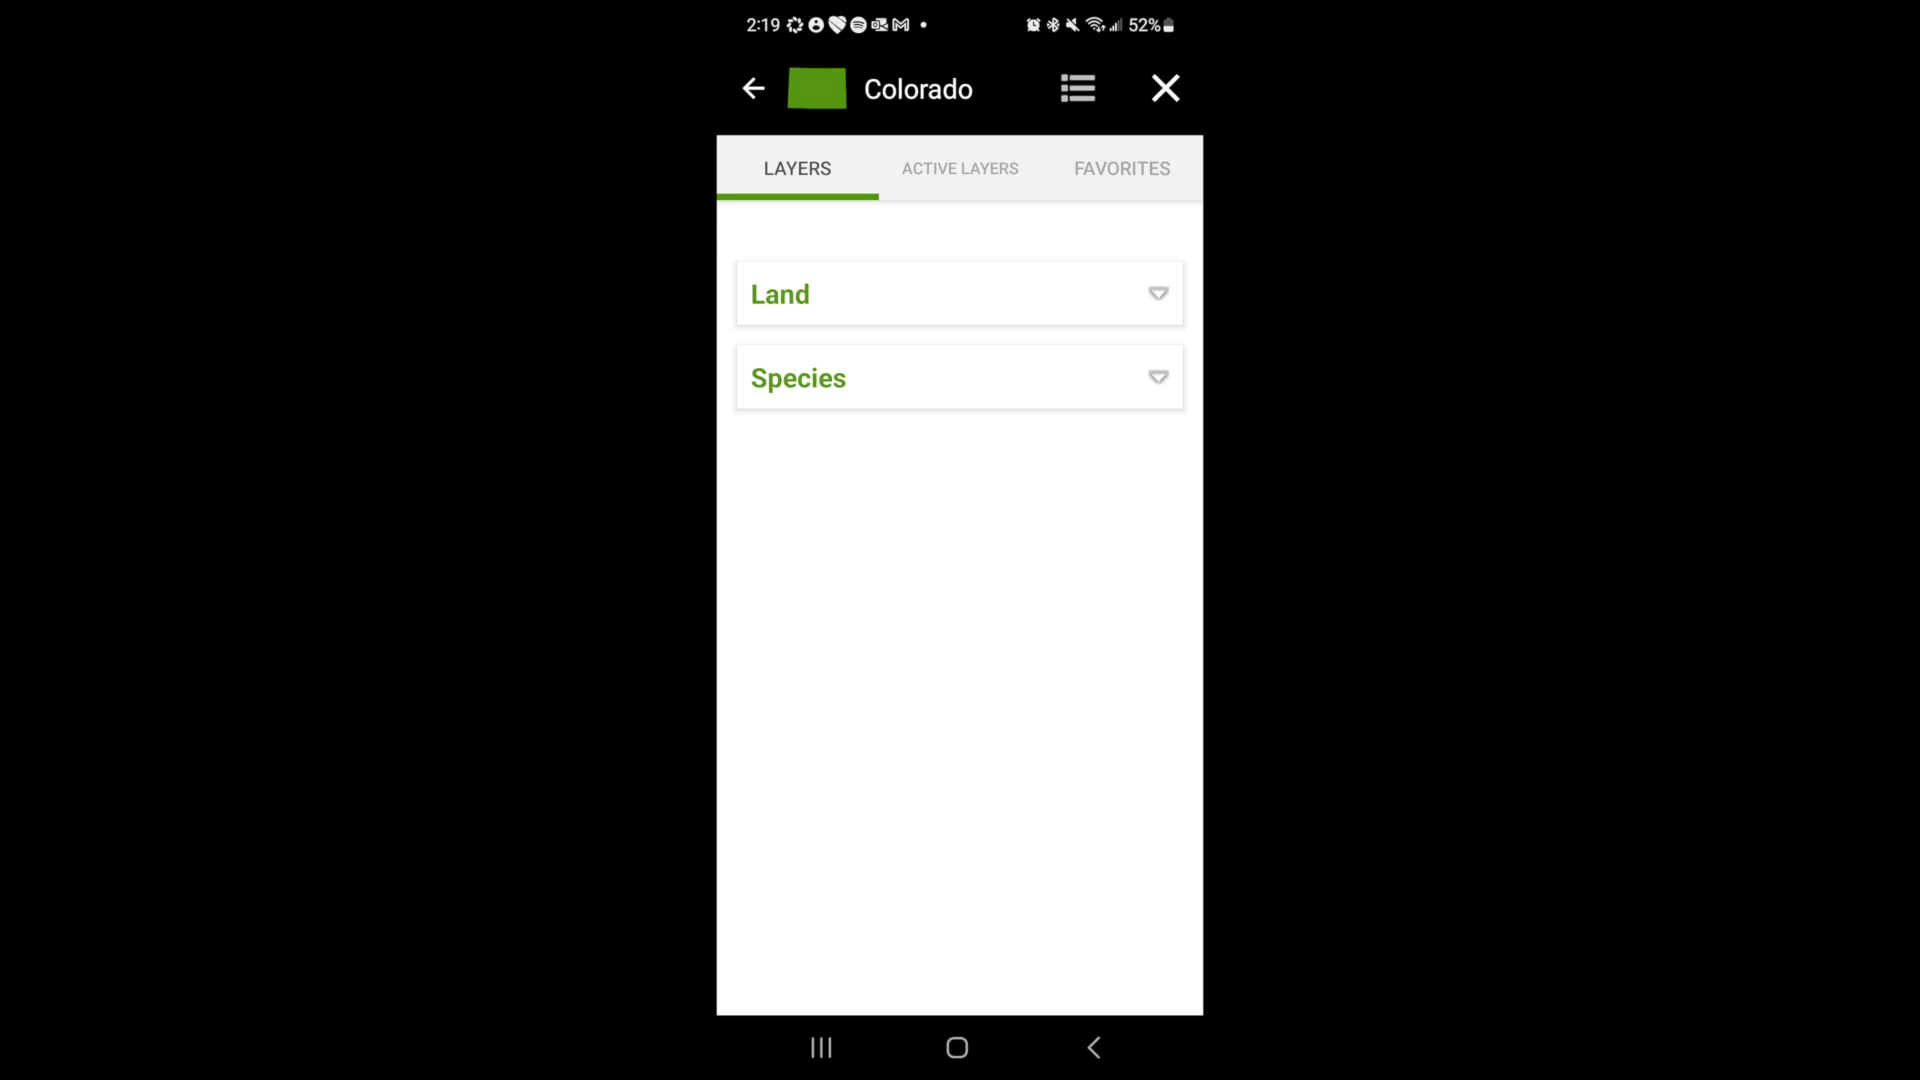 2:19 52%
Colorado
LAYERS ACTIVE LAYERS FAVORITES
Land
Species